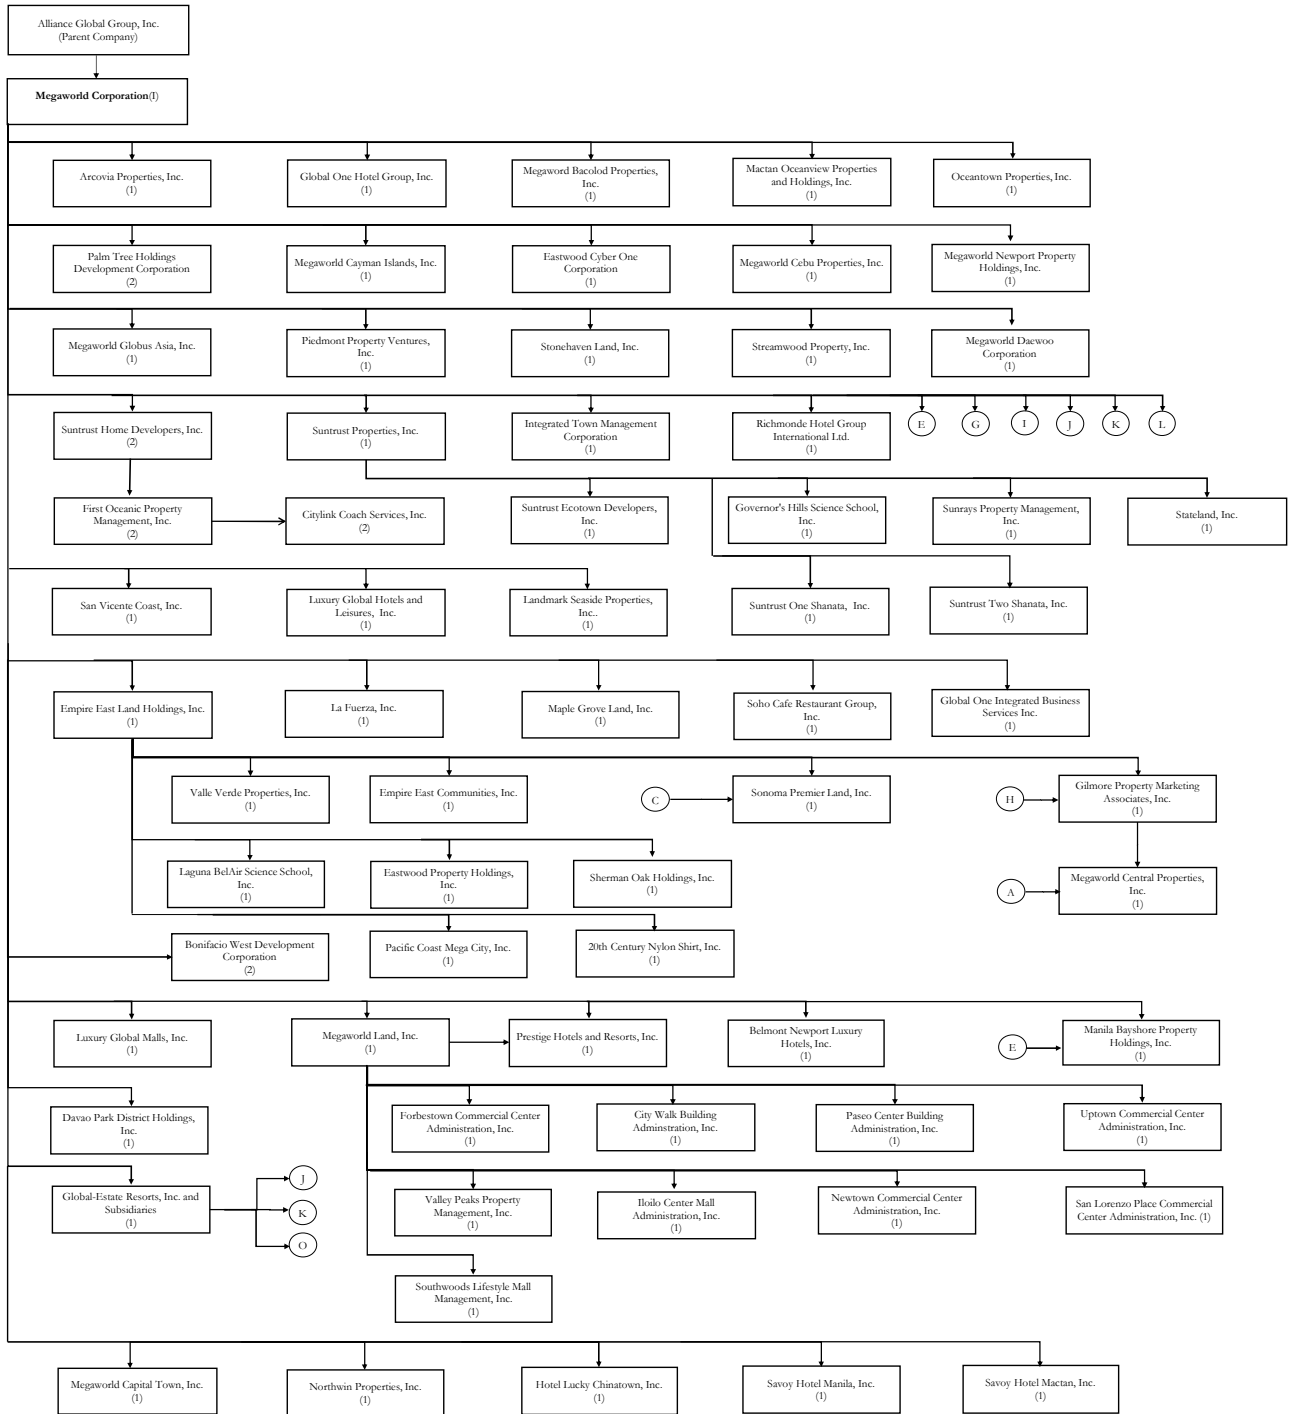 Alliance Global Group, Inc.
(Parent Company)
Megaworld Corporation(1)
Arcovia Properties, Inc.
(1)
Global One Hotel Group, Inc.
(1)
Megaword Bacolod Properties,
Inc.
(1)
Mactan Oceanview Properties
and Holdings, Inc.
(1)
Oceantown Properties, Inc.
(1)
Palm Tree Holdings
Development Corporation
(2)
Megaworld Cayman Islands, Inc.
(1)
Eastwood Cyber One
Corporation
(1)
Megaworld Cebu Properties, Inc.
(1)
Megaworld Newport Property
Holdings, Inc.
(1)
Megaworld Globus Asia, Inc.
(1)
Piedmont Property Ventures,
Inc.
(1)
Stonehaven Land, Inc.
(1)
Streamwood Property, Inc.
(1)
Megaworld Daewoo
Corporation
(1)
Suntrust Home Developers, Inc.
(2)
Suntrust Properties, Inc.
(1)
Integrated Town Management
Corporation
(1)
Richmonde Hotel Group
International Ltd.
(1)
E
G
I
J
K
L
First Oceanic Property
Management, Inc.
(2)
Citylink Coach Services, Inc.
(2)
Suntrust Ecotown Developers,
Inc.
(1)
Governor's Hills Science School,
Inc.
(1)
Sunrays Property Management,
Inc.
(1)
Stateland, Inc.
(1)
San Vicente Coast, Inc.
(1)
Luxury Global Hotels and
Leisures, Inc.
(1)
Landmark Seaside Properties,
Inc..
(1)
Suntrust One Shanata, Inc.
(1)
Suntrust Two Shanata, Inc.
(1)
Empire East Land Holdings, Inc.
(1)
La Fuerza, Inc.
(1)
Maple Grove Land, Inc.
(1)
Soho Cafe Restaurant Group,
Inc.
(1)
Global One Integrated Business
Services Inc.
(1)
Valle Verde Properties, Inc.
(1)
Empire East Communities, Inc.
(1)
C
Sonoma Premier Land, Inc.
(1)
H
Gilmore Property Marketing
Associates, Inc.
(1)
Laguna BelAir Science School,
Inc.
(1)
Eastwood Property Holdings,
Inc.
(1)
Sherman Oak Holdings, Inc.
(1)
A
Megaworld Central Properties,
Inc.
(1)
Bonifacio West Development
Corporation
(2)
Pacific Coast Mega City, Inc.
(1)
20th Century Nylon Shirt, Inc.
(1)
Luxury Global Malls, Inc.
(1)
Megaworld Land, Inc.
(1)
Prestige Hotels and Resorts, Inc.
(1)
Belmont Newport Luxury
Hotels, Inc.
(1)
E
Manila Bayshore Property
Holdings, Inc.
(1)
Davao Park District Holdings,
Inc.
(1)
Forbestown Commercial Center
Administration, Inc.
(1)
City Walk Building
Adminstration, Inc.
(1)
Paseo Center Building
Administration, Inc.
(1)
Uptown Commercial Center
Administration, Inc.
(1)
Global-Estate Resorts, Inc. and
Subsidiaries
(1)
J
K
O
Valley Peaks Property
Management, Inc.
(1)
Iloilo Center Mall
Administration, Inc.
(1)
Newtown Commercial Center
Administration, Inc.
(1)
San Lorenzo Place Commercial
Center Administration, Inc. (1)
Southwoods Lifestyle Mall
Management, Inc.
(1)
Megaworld Capital Town, Inc.
(1)
Northwin Properties, Inc.
(1)
Hotel Lucky Chinatown, Inc.
(1)
Savoy Hotel Manila, Inc.
(1)
Savoy Hotel Mactan, Inc.
(1)